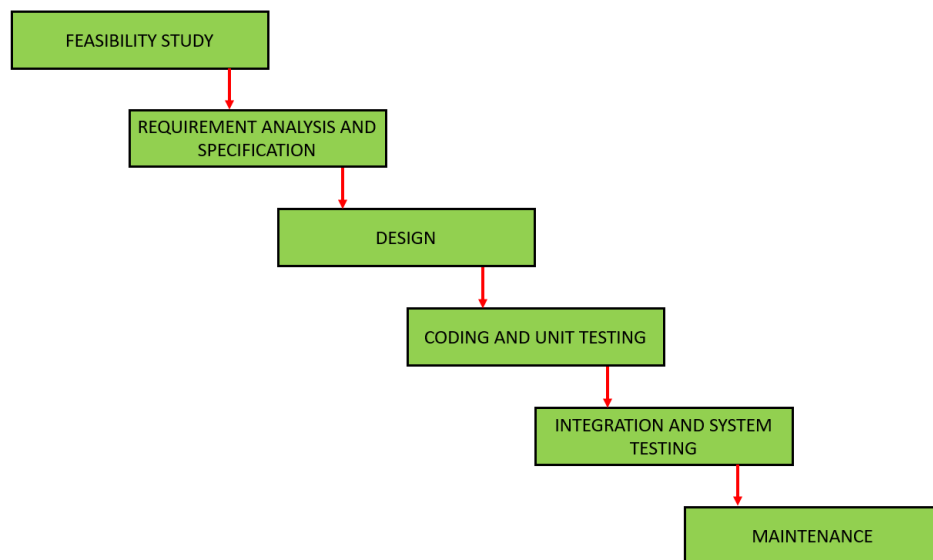 FEASIBILITY STUDY
REQUIREMENT ANALYSIS AND
SPECIFICATION
DESIGN
CODING AND UNIT TESTING
INTEGRATION AND SYSTEM
TESTING
MAINTENANCE